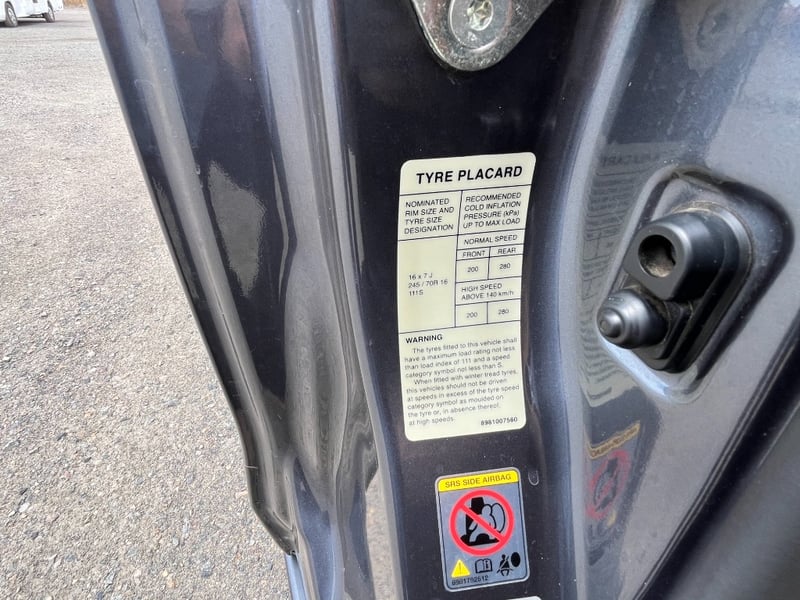 TYRE PLACARD
NOMINATED
RIM SIZE AND
TYRE SIZE
DESIGNATION
RECOMMENDED
COLD INFLATION
PRESSURE (kPa)
UP TO MAX LOAD
NORMAL SPEED
FRONT REAR
200 280
16 x 7 J
245 / 70R 16
111S
HIGH SPEED
ABOVE 140 km/h
200 280
WARNING
The tyres fitted to this vehicle shall
have a maximum load rating not less
than load index of 111 and a speed
category symbol not less than S.
When fitted with winter tread tyres,
this vehicles should not be driven
at speeds in excess of the tyre speed
category symbol as moulded on
the tyre or, in absence thereof,
at high speeds.
8981007560
SRS SIDE AIRBAG
8981752512